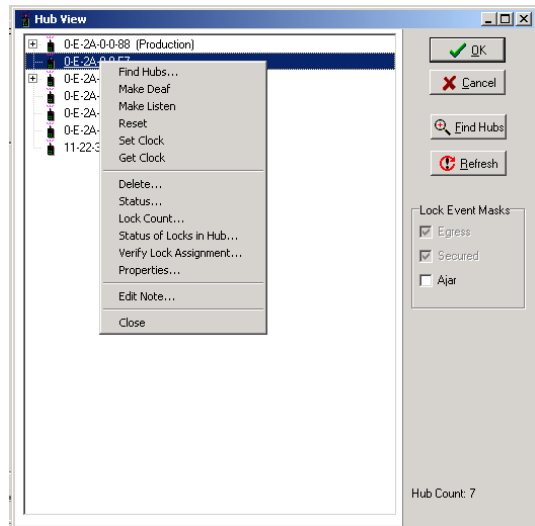 Hub View
0-E-2A-0-0-88 (Production)
0-E-2A-0-0-F7
0-E-2A-
0-E-2A-
0-E-2A-
0-E-2A-
11-22-3
Find Hubs...
Make Deaf
Make Listen
Reset
Set Clock
Get Clock
Delete...
Status...
Lock Count...
Status of Locks in Hub...
Verify Lock Assignment...
Properties...
Edit Note...
Close
OK
Cancel
Find Hubs
Refresh
Lock Event Masks
Egress
Secured
Ajar
Hub Count: 7